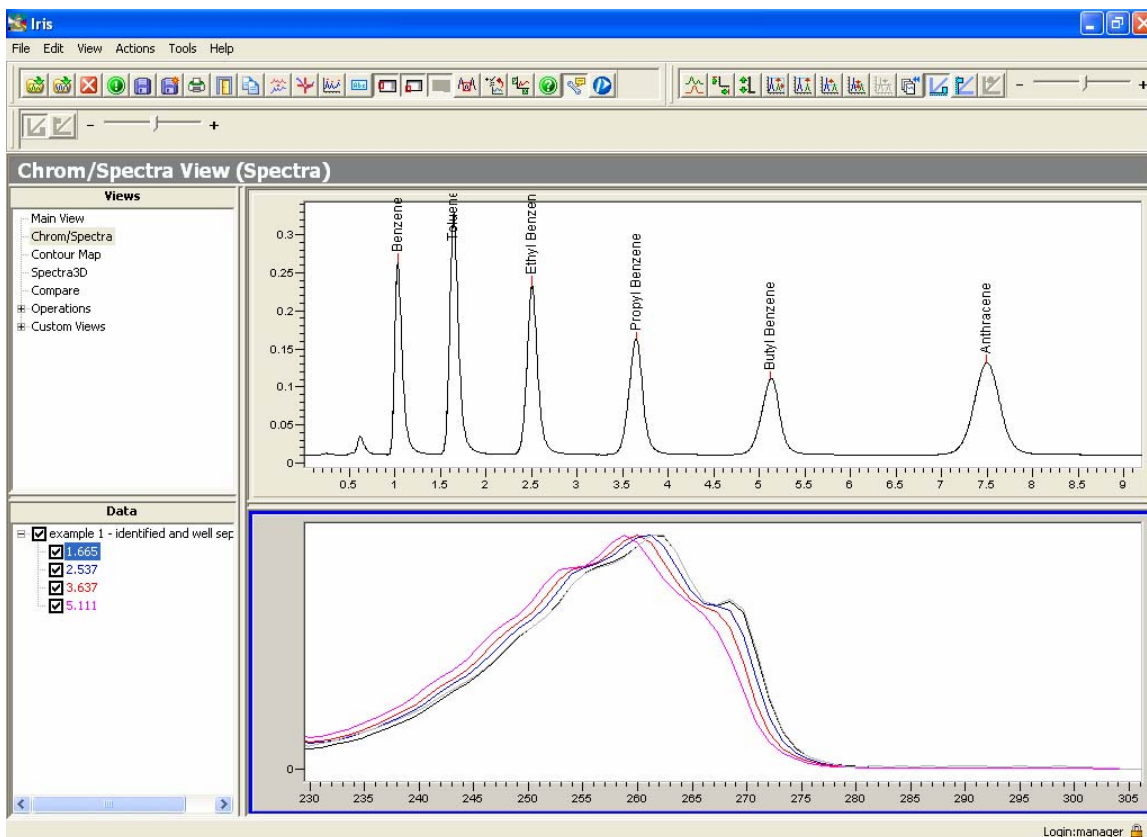 Iris
File Edit View Actions Tools Help
- +
- +
Chrom/Spectra View (Spectra)
Views
Main View
Chrom/Spectra
Contour Map
Spectra3D
Compare
Operations
Custom Views
Benzene
Toluene
Ethyl Benzen
Propyl Benzene
Butyl Benzene
Anthracene
0.3
0.25
0.2
0.15
0.1
0.05
0
0.5 1 1.5 2 2.5 3 3.5 4 4.5 5 5.5 6 6.5 7 7.5 8 8.5 9
Data
example 1 - identified and well sep
1.665
2.537
3.637
5.111
0
230 235 240 245 250 255 260 265 270 275 280 285 290 295 300 305
Login:manager